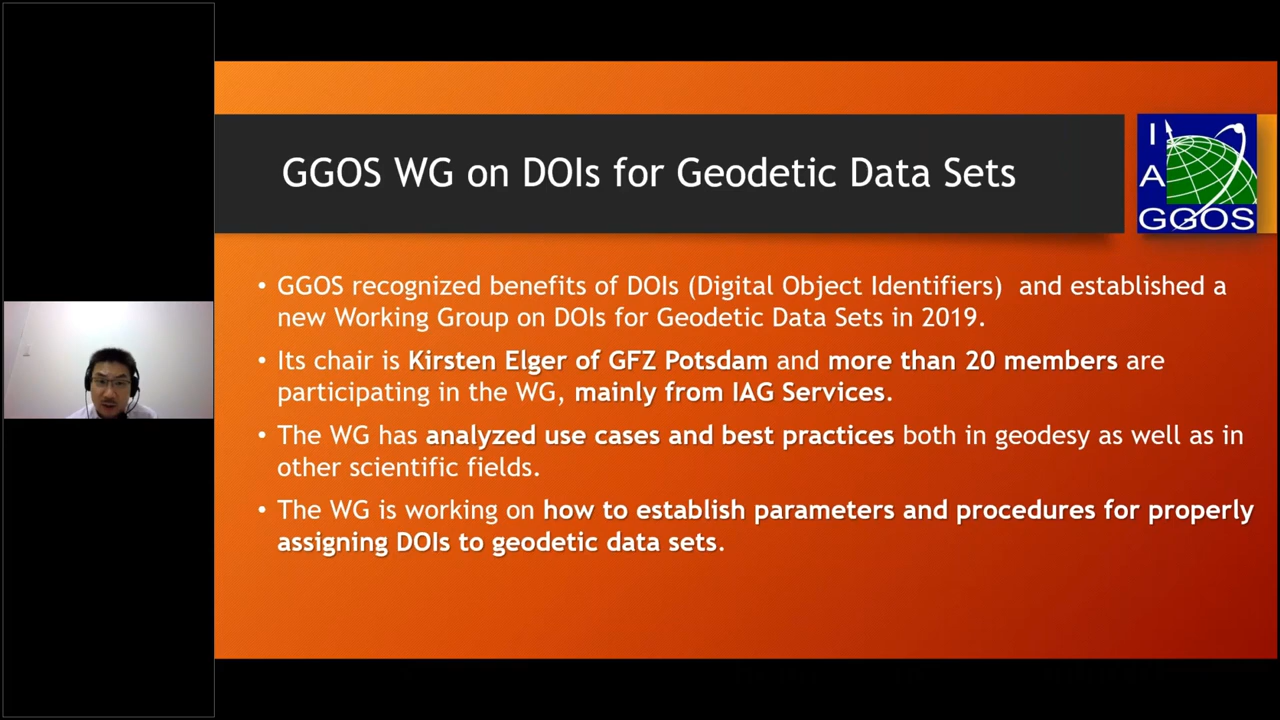 GGOS WG on DOIs for Geodetic Data Sets
I
A
GGOS
• GGOS recognized benefits of DOIs (Digital Object Identifiers) and established a
new Working Group on DOIs for Geodetic Data Sets in 2019.
• Its chair is Kirsten Elger of GFZ Potsdam and more than 20 members are
participating in the WG, mainly from IAG Services.
• The WG has analyzed use cases and best practices both in geodesy as well as in
other scientific fields.
• The WG is working on how to establish parameters and procedures for properly
assigning DOIs to geodetic data sets.